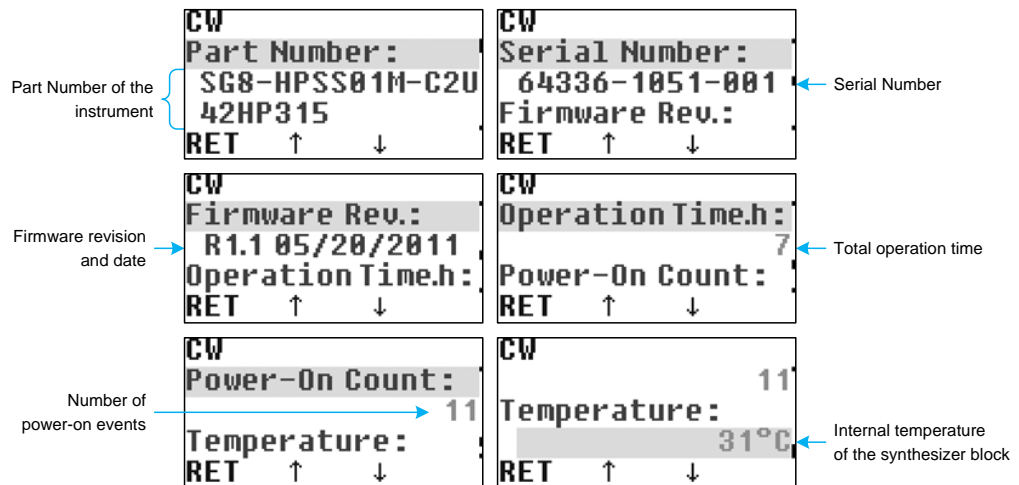 CW
Part Number:
SG8-HPSS01M-C2U
42HP315
RET ↑ ↓
Part Number of the
instrument
CW
Serial Number:
64336-1051-001
Firmware Rev.:
RET ↑ ↓
Serial Number
CW
Firmware Rev.:
R1.1 05/20/2011
Operation Time.h:
RET ↑ ↓
Firmware revision
and date
CW
Operation Time.h:
7
Power-On Count:
RET ↑ ↓
Total operation time
CW
Power-On Count:
11
Temperature:
RET ↑ ↓
Number of
power-on events
CW
11
Temperature:
31°C
RET ↑ ↓
Internal temperature
of the synthesizer block